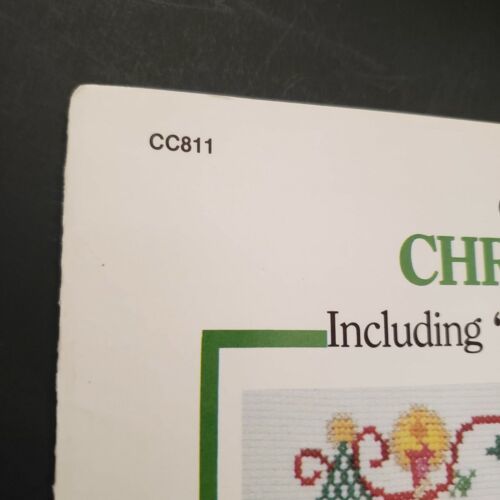 CC811
CHR
Including “